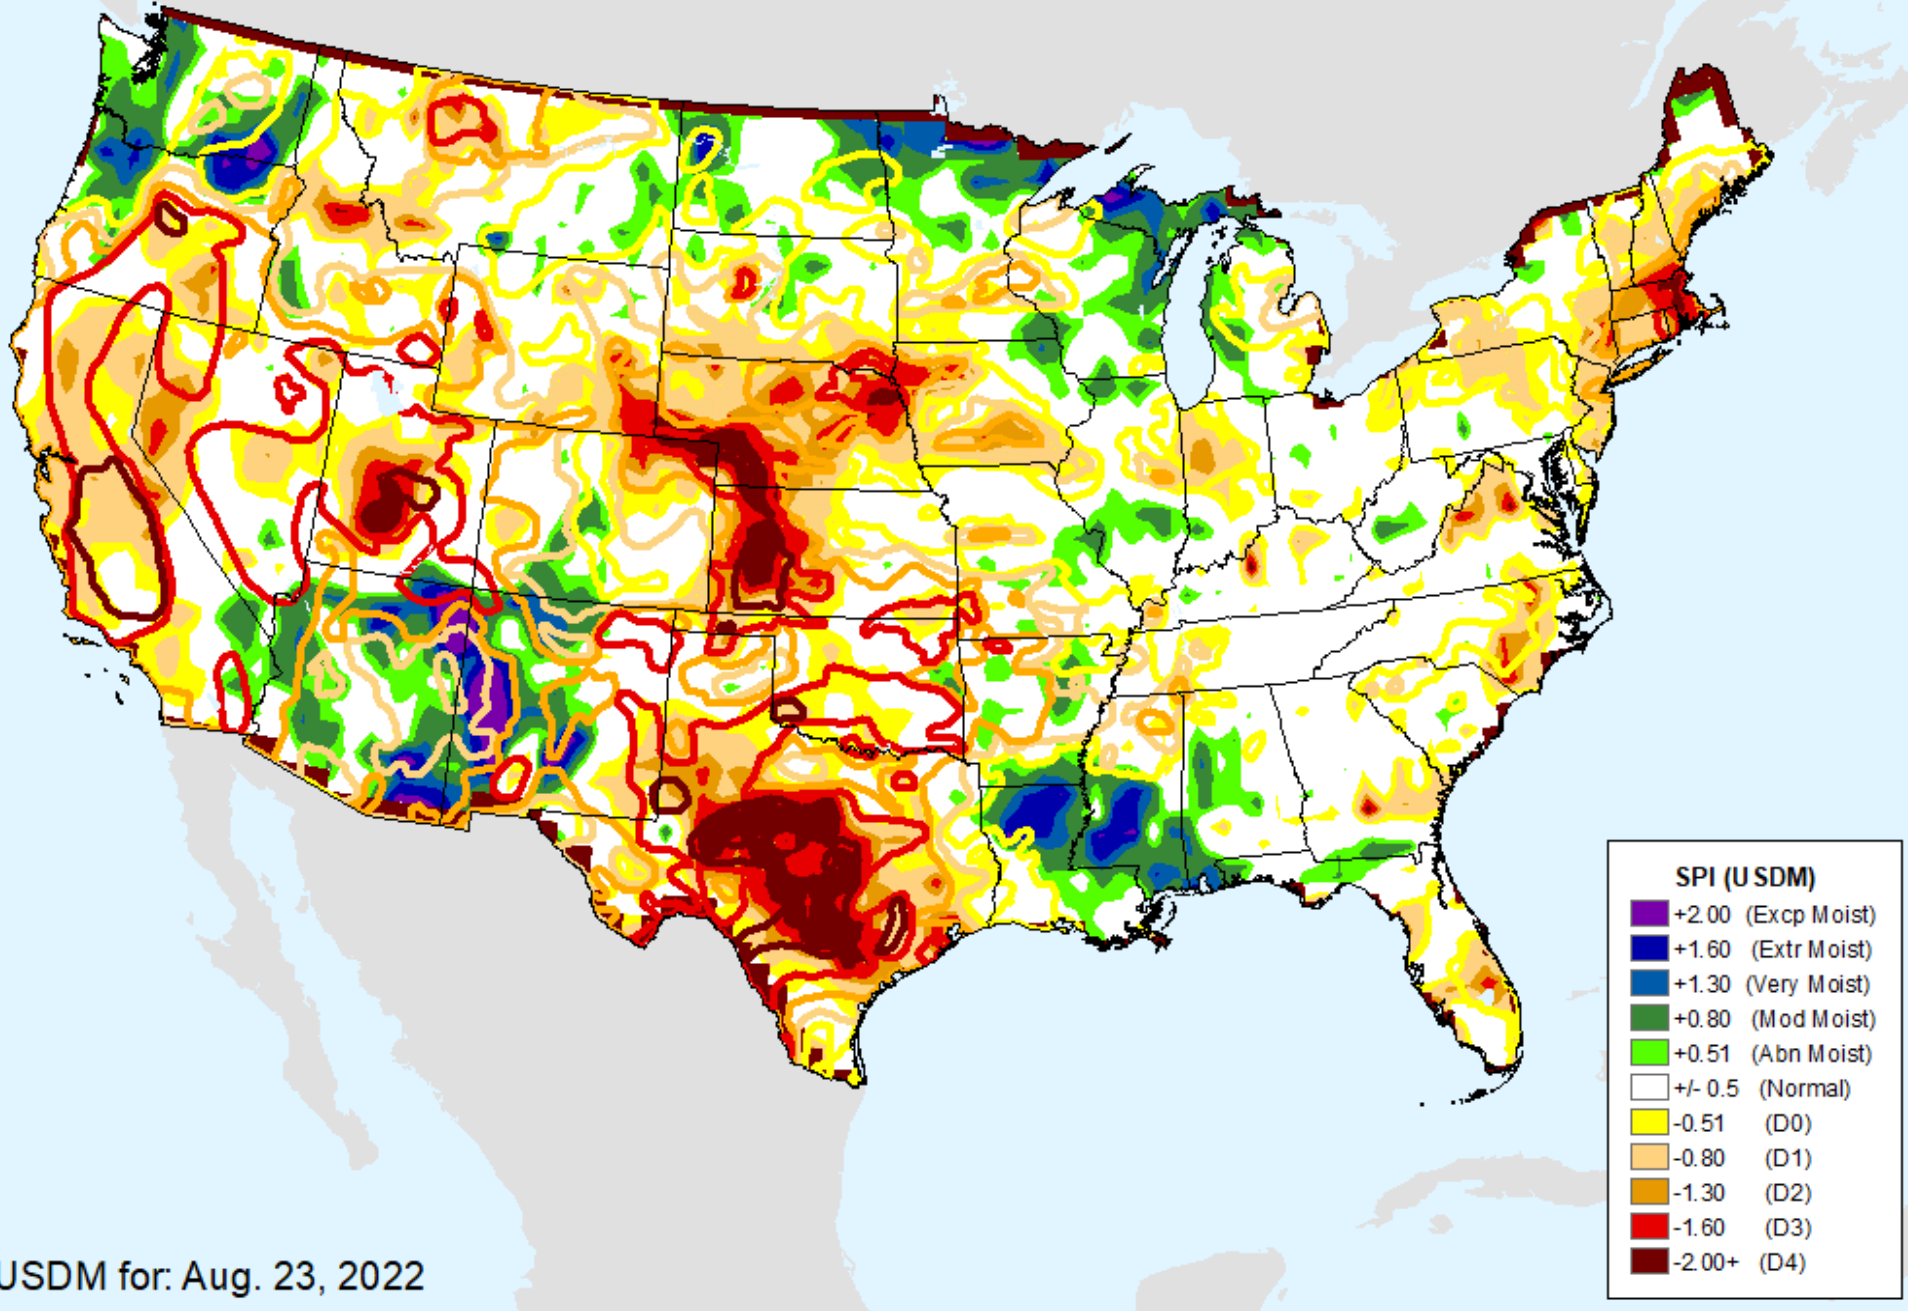 SPI (USDM)
+2.00 (Excp Moist)
+1.60 (Extr Moist)
+1.30 (Very Moist)
+0.80 (Mod Moist)
+0.51 (Abn Moist)
+/- 0.5 (Normal)
-0.51 (D0)
-0.80 (D1)
-1.30 (D2)
-1.60 (D3)
-2.00+ (D4)
USDM for: Aug. 23, 2022